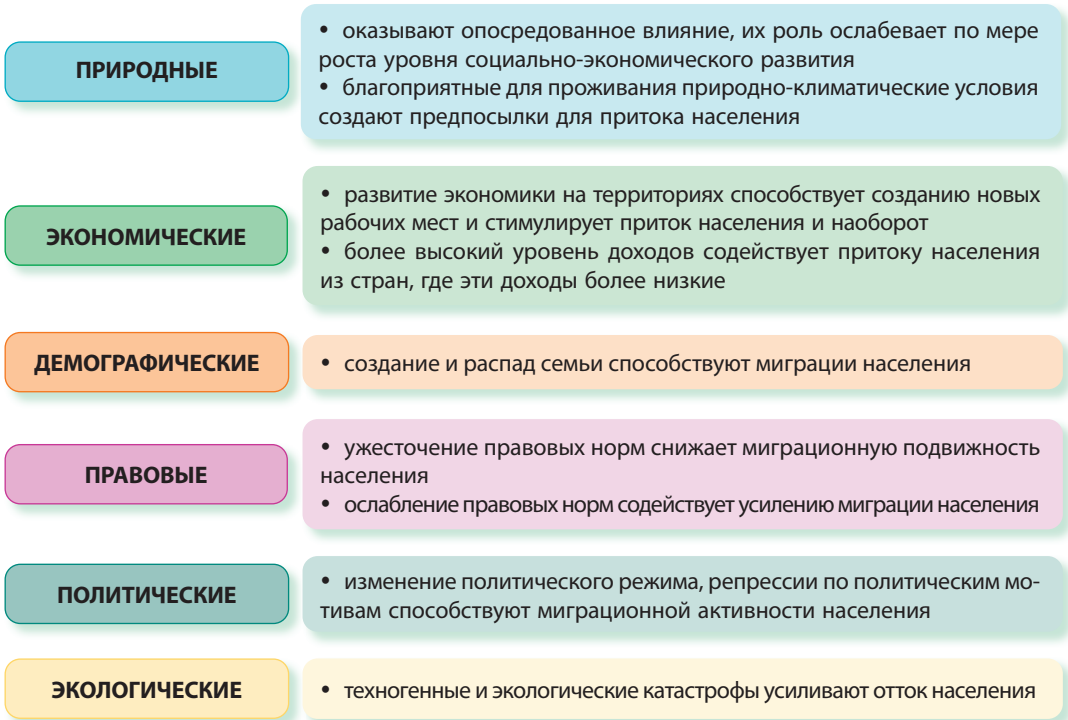 ПРИРОДНЫЕ
• оказывают опосредованное влияние, их роль ослабевает по мере
роста уровня социально-экономического развития
• благоприятные для проживания природно-климатические условия
создают предпосылки для притока населения
ЭКОНОМИЧЕСКИЕ
• развитие экономики на территориях способствует созданию новых
рабочих мест и стимулирует приток населения и наоборот
• более высокий уровень доходов содействует притоку населения
из стран, где эти доходы более низкие
ДЕМОГРАФИЧЕСКИЕ
• создание и распад семьи способствуют миграции населения
ПРАВОВЫЕ
• ужесточение правовых норм снижает миграционную подвижность
населения
• ослабление правовых норм содействует усилению миграции населения
ПОЛИТИЧЕСКИЕ
• изменение политического режима, репрессии по политическим мо-
тивам способствуют миграционной активности населения
ЭКОЛОГИЧЕСКИЕ
• техногенные и экологические катастрофы усиливают отток населения